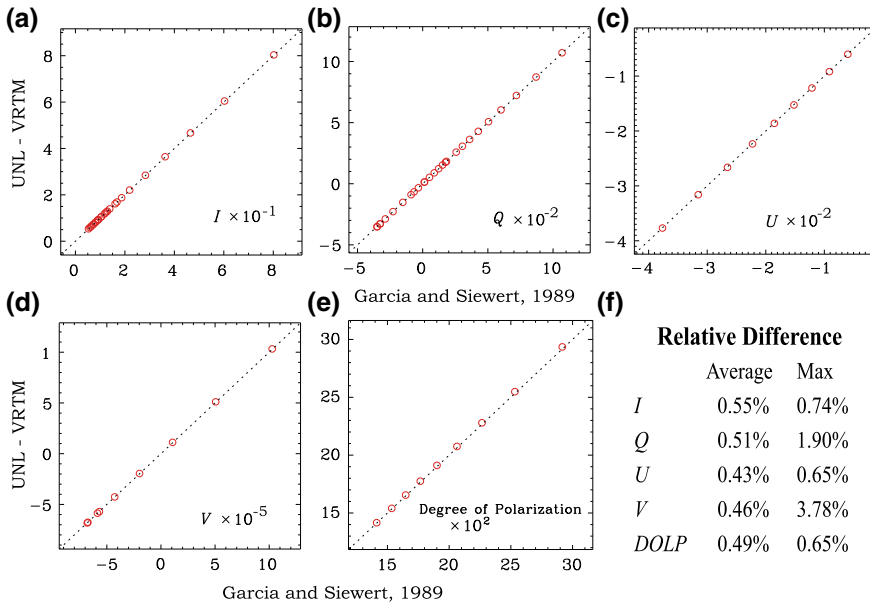 (a)
8
6
4
2
0
UNL - VRTM
I ×10⁻¹
0 2 4 6 8
(b)
10
5
0
−5
Q ×10⁻²
−5 0 5 10
(c)
−1
−2
−3
−4
U ×10⁻²
−4 −3 −2 −1
Garcia and Siewert, 1989
(d)
1
5
0
−5
UNL - VRTM
V ×10⁻⁵
−5 0 5 10
(e)
30
25
20
15
Degree of Polarization
×10²
15 20 25 30
Garcia and Siewert, 1989
(f)
Relative Difference
Average Max
I 0.55% 0.74%
Q 0.51% 1.90%
U 0.43% 0.65%
V 0.46% 3.78%
DOLP 0.49% 0.65%